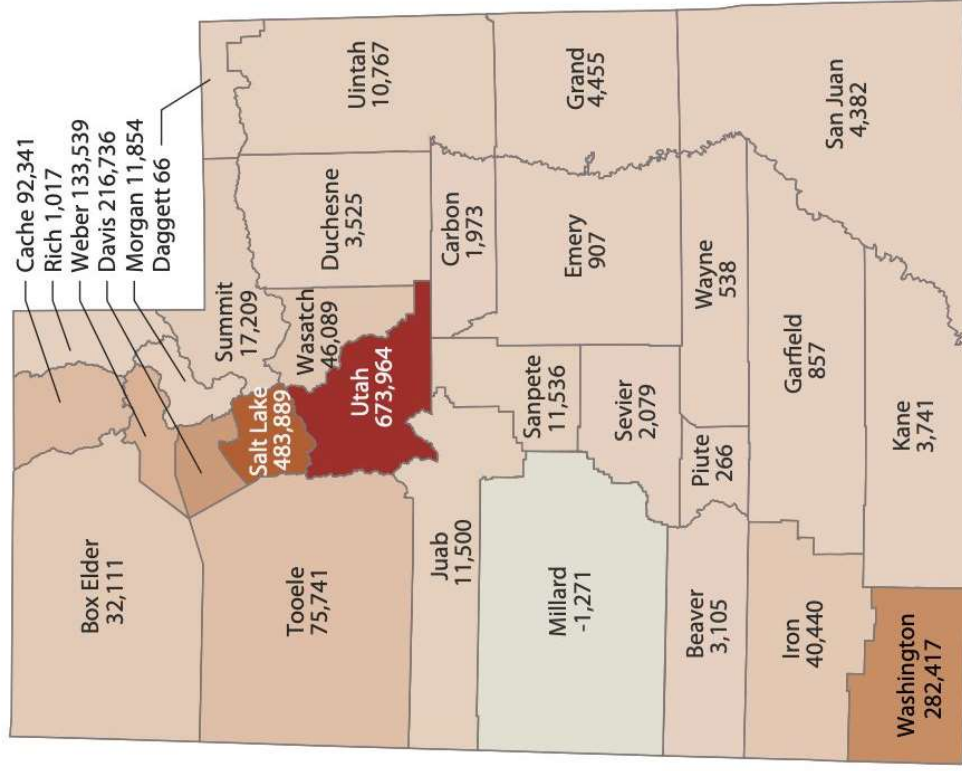 Cache 92,341
Rich 1,017
Weber 133,539
Davis 216,736
Morgan 11,854
Daggett 66
Box Elder
32,111
Summit
17,209
Salt Lake
483,889
Tooele
75,741
Wasatch
46,089
Utah
673,964
Duchesne
3,525
Uintah
10,767
Juab
11,500
Carbon
1,973
Sanpete
11,536
Millard
-1,271
Emery
907
Grand
4,455
Sevier
2,079
Beaver
3,105
Piute
266
Wayne
538
Iron
40,440
Garfield
857
San Juan
4,382
Washington
282,417
Kane
3,741